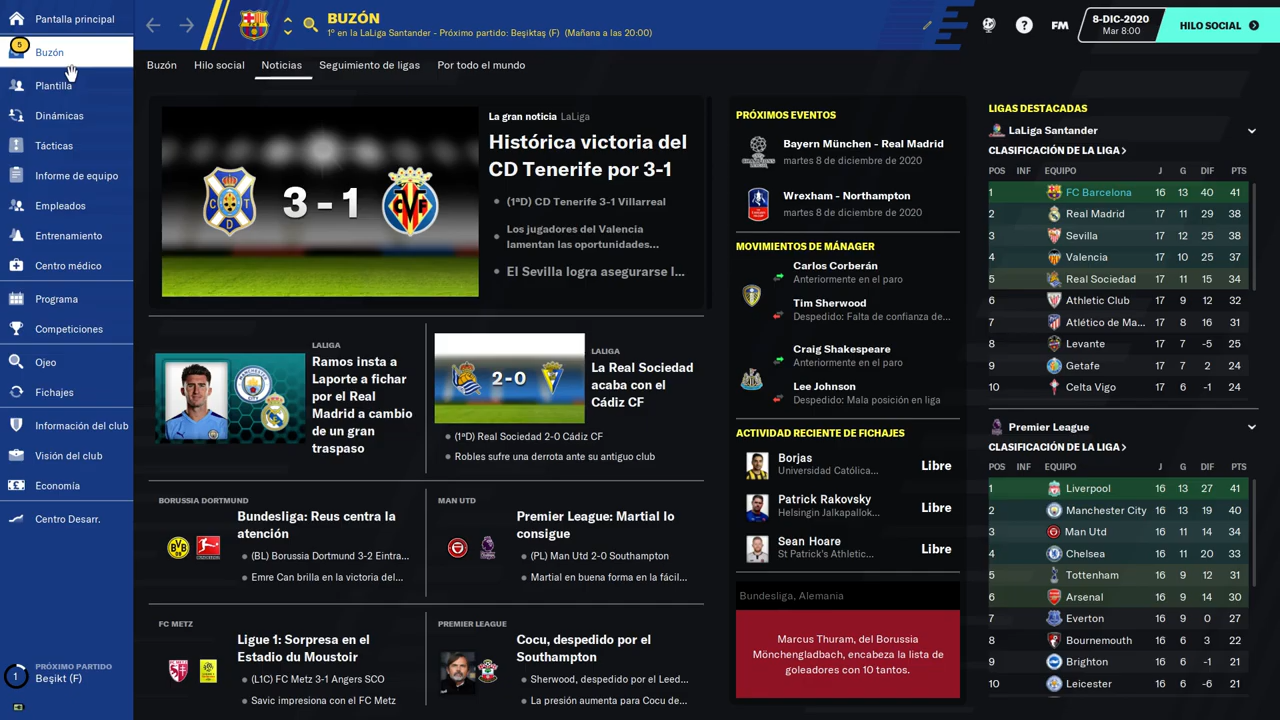 Pantalla principal
5
Buzón
Plantilla
Dinámicas
Tácticas
Informe de equipo
Empleados
Entrenamiento
Centro médico
Programa
Competiciones
Ojeo
Fichajes
Información del club
Visión del club
Economía
Centro Desarr.
1
PRÓXIMO PARTIDO
Beşikt (F)
BUZÓN
1º en la LaLiga Santander - Próximo partido: Beşiktaş (F) (Mañana a las 20:00)
FM
8-DIC-2020
Mar 8:00
HILO SOCIAL
Buzón
Hilo social
Noticias
Seguimiento de ligas
Por todo el mundo
3 - 1
La gran noticia LaLiga
Histórica victoria del
CD Tenerife por 3-1
(1ªD) CD Tenerife 3-1 Villarreal
Los jugadores del Valencia
lamentan las oportunidades...
El Sevilla logra asegurarse l...
LALIGA
Ramos insta a
Laporte a fichar
por el Real
Madrid a cambio
de un gran
traspaso
2-0
LALIGA
La Real Sociedad
acaba con el
Cádiz CF
(1ªD) Real Sociedad 2-0 Cádiz CF
Robles sufre una derrota ante su antiguo club
BORUSSIA DORTMUND
Bundesliga: Reus centra la
atención
(BL) Borussia Dortmund 3-2 Eintra...
Emre Can brilla en la victoria del...
MAN UTD
Premier League: Martial lo
consigue
(PL) Man Utd 2-0 Southampton
Martial en buena forma en la fácil...
FC METZ
Ligue 1: Sorpresa en el
Estadio du Moustoir
(L1C) FC Metz 3-1 Angers SCO
Savic impresiona con el FC Metz
PREMIER LEAGUE
Cocu, despedido por el
Southampton
Sherwood, despedido por el Leed...
La presión aumenta para Cocu de...
PRÓXIMOS EVENTOS
Bayern München - Real Madrid
martes 8 de diciembre de 2020
Wrexham - Northampton
martes 8 de diciembre de 2020
MOVIMIENTOS DE MÁNAGER
Carlos Corberán
Anteriormente en el paro
Tim Sherwood
Despedido: Falta de confianza de...
Craig Shakespeare
Anteriormente en el paro
Lee Johnson
Despedido: Mala posición en liga
ACTIVIDAD RECIENTE DE FICHAJES
Borjas
Universidad Católica...
Libre
Patrick Rakovsky
Helsingin Jalkapallok...
Libre
Sean Hoare
St Patrick's Athletic...
Libre
Bundesliga, Alemania
Marcus Thuram, del Borussia
Mönchengladbach, encabeza la lista de
goleadores con 10 tantos.
LIGAS DESTACADAS
LaLiga Santander
CLASIFICACIÓN DE LA LIGA
POS INF EQUIPO J G DIF PTS
1 FC Barcelona 16 13 40 41
2 Real Madrid 17 11 29 38
3 Sevilla 17 12 25 38
4 Valencia 17 10 25 37
5 Real Sociedad 17 11 15 34
6 Athletic Club 17 9 12 32
7 Atlético de Ma... 17 8 16 31
8 Levante 17 7 -5 25
9 Getafe 17 7 2 24
10 Celta Vigo 17 6 -1 24
Premier League
CLASIFICACIÓN DE LA LIGA
POS INF EQUIPO J G DIF PTS
1 Liverpool 16 13 27 41
2 Manchester City 16 13 19 40
3 Man Utd 16 11 14 34
4 Chelsea 16 11 20 33
5 Tottenham 16 9 12 31
6 Arsenal 16 9 14 30
7 Everton 16 9 0 27
8 Bournemouth 16 6 3 22
9 Brighton 16 6 -1 21
10 Leicester 16 6 -6 21